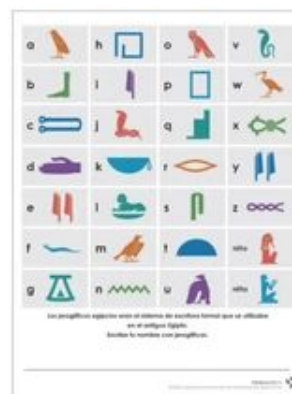 a h o v
b i p w
c j q x
d k r y
e l s z
f m t niña
g n u niño
Los jeroglíficos egipcios eran el sistema de escritura formal que se utilizaba
en el antiguo Egipto.
Escribe tu nombre con jeroglíficos.